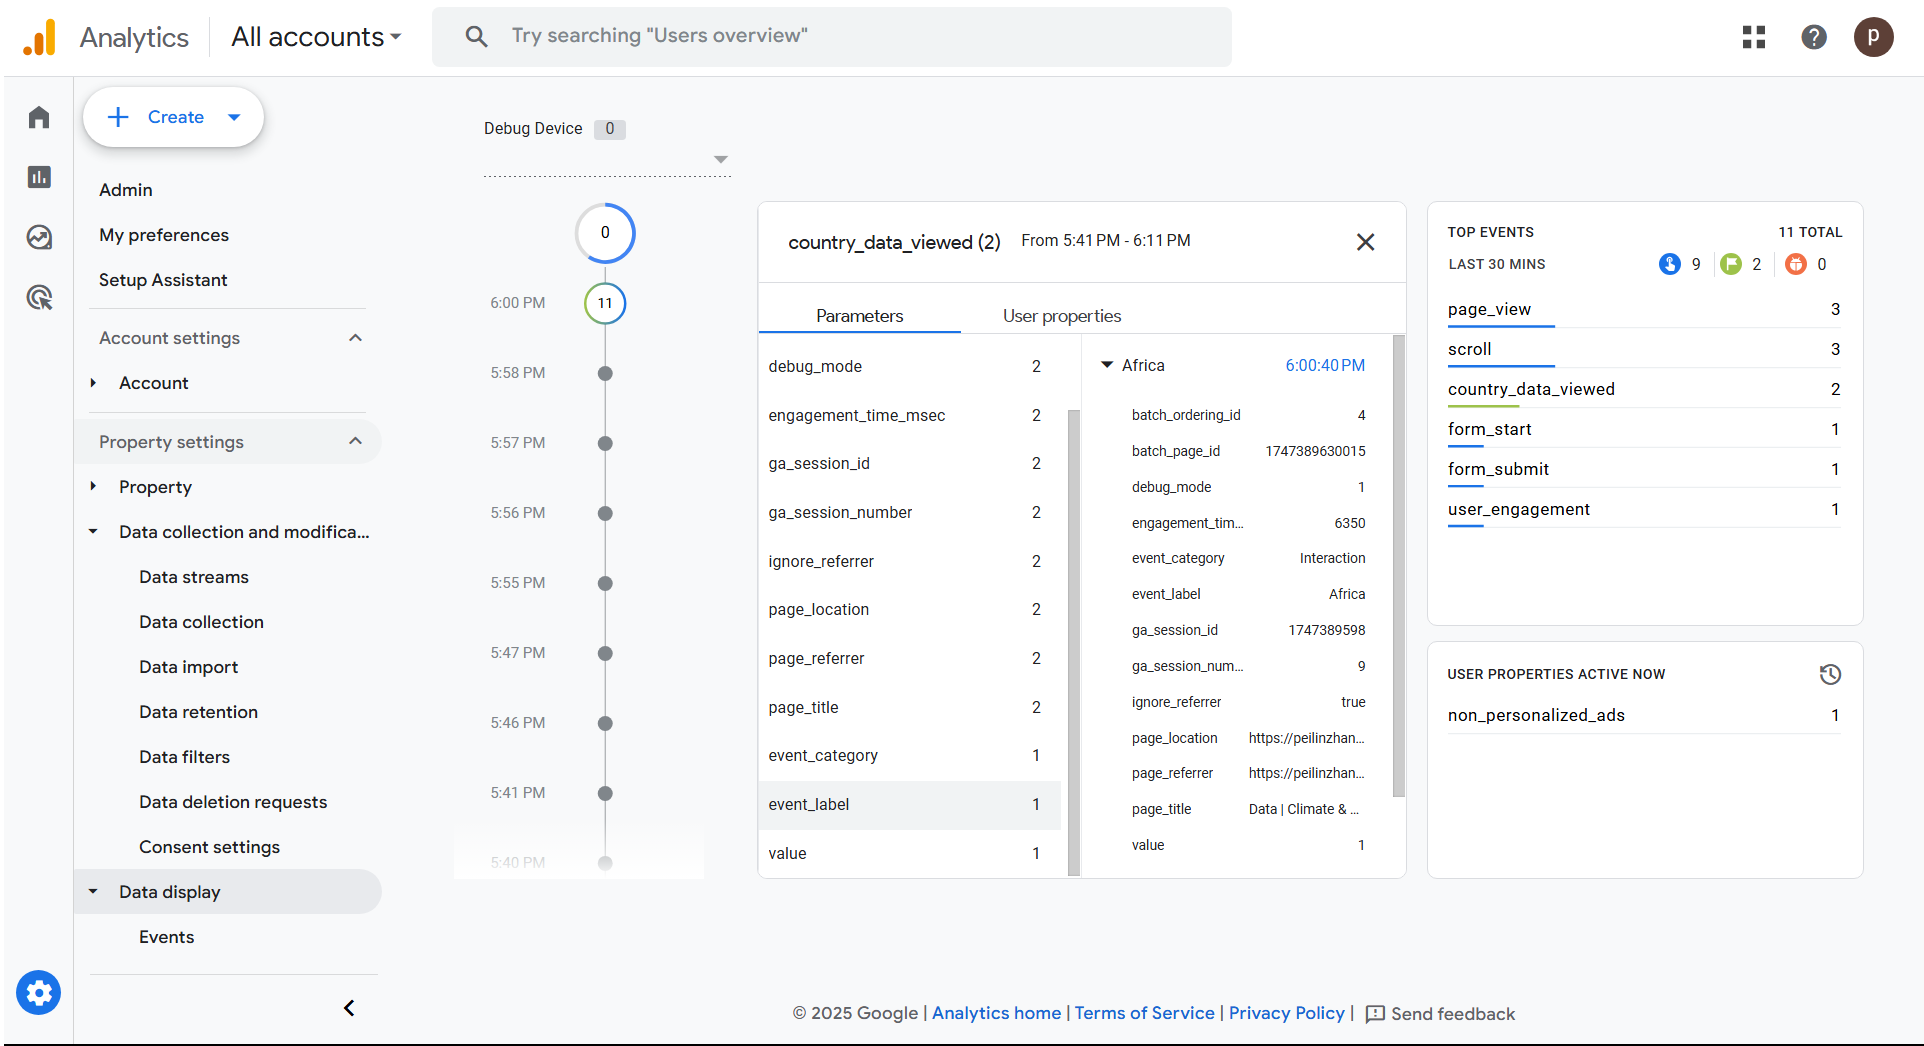 Analytics
All accounts
Try searching "Users overview"
p
Create
Admin
My preferences
Setup Assistant
Account settings
Account
Property settings
Property
Data collection and modifica...
Data streams
Data collection
Data import
Data retention
Data filters
Data deletion requests
Consent settings
Data display
Events
Debug Device 0
0
6:00 PM 11
5:58 PM
5:57 PM
5:56 PM
5:55 PM
5:47 PM
5:46 PM
5:41 PM
5:40 PM
country_data_viewed (2) From 5:41 PM - 6:11 PM
Parameters User properties
debug_mode 2
engagement_time_msec 2
ga_session_id 2
ga_session_number 2
ignore_referrer 2
page_location 2
page_referrer 2
page_title 2
event_category 1
event_label 1
value 1
Africa 6:00:40 PM
batch_ordering_id 4
batch_page_id 1747389630015
debug_mode 1
engagement_tim... 6350
event_category Interaction
event_label Africa
ga_session_id 1747389598
ga_session_num... 9
ignore_referrer true
page_location https://peilinzhan...
page_referrer https://peilinzhan...
page_title Data | Climate & ...
value 1
TOP EVENTS 11 TOTAL
LAST 30 MINS 9 2 0
page_view 3
scroll 3
country_data_viewed 2
form_start 1
form_submit 1
user_engagement 1
USER PROPERTIES ACTIVE NOW
non_personalized_ads 1
© 2025 Google | Analytics home | Terms of Service | Privacy Policy | Send feedback